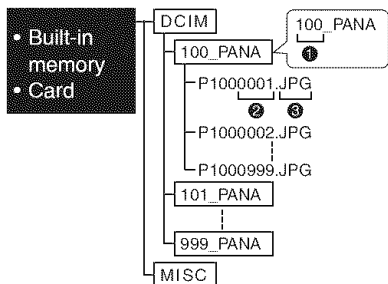 • Built-in memory
• Card
DCIM
100_PANA
100_PANA
❶
P1000001.JPG
❷ ❸
P1000002.JPG
P1000999.JPG
101_PANA
999_PANA
MISC